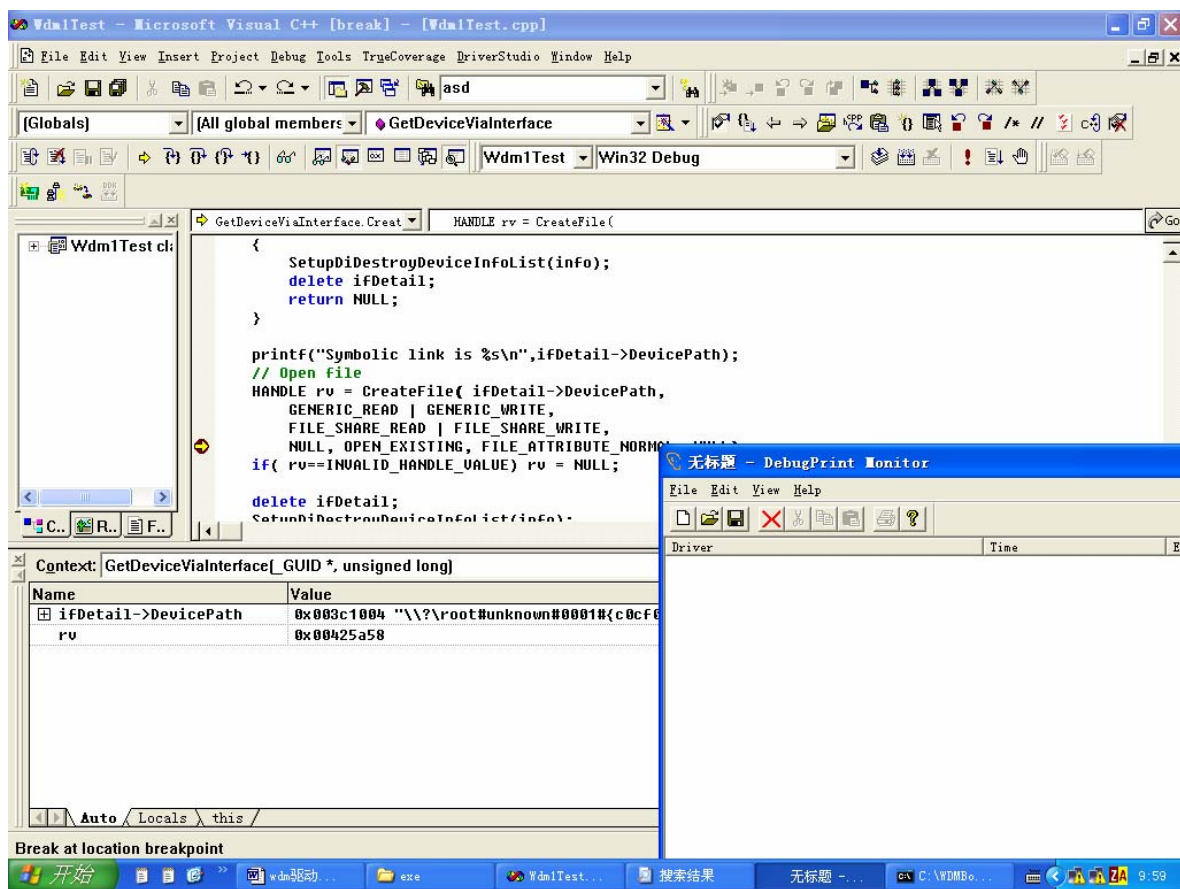 Wdm1Test - Microsoft Visual C++ [break] - [Wdm1Test.cpp]
File Edit View Insert Project Debug Tools TrueCoverage DriverStudio Window Help
asd
(Globals) (All global members GetDeviceViaInterface
Wdm1Test Win32 Debug
GetDeviceViaInterface.Creat HANDLE rv = CreateFile( Go
Wdm1Test cl
{
SetupDiDestroyDeviceInfoList(info);
delete ifDetail;
return NULL;
}
printf("Symbolic link is %s\n",ifDetail->DevicePath);
// Open file
HANDLE rv = CreateFile( ifDetail->DevicePath,
GENERIC_READ | GENERIC_WRITE,
FILE_SHARE_READ | FILE_SHARE_WRITE,
NULL, OPEN_EXISTING, FILE_ATTRIBUTE_NORMAL, NULL);
if( rv==INVALID_HANDLE_VALUE) rv = NULL;
delete ifDetail;
SetupDiDestroyDeviceInfoList(info);
C.. R.. F..
Context: GetDeviceViaInterface(_GUID *, unsigned long)
Name Value
ifDetail->DevicePath 0x003c1004 "\\?\root#unknown#0001#{c0cf0
rv 0x00425a58
Auto Locals this
Break at location breakpoint
无标题 - DebugPrint Monitor
File Edit View Help
Driver Time E
开始 wdm驱动... exe Wdm1Test... 搜索结果 无标题 -... C:\WDMBo... 9:59